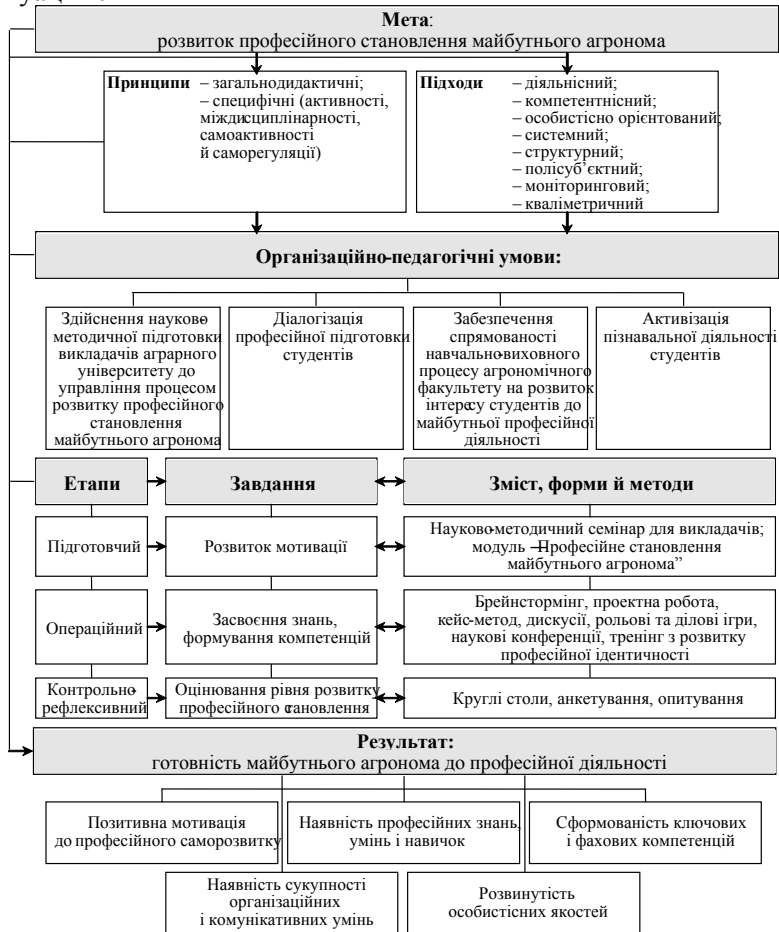 Мета:
розвиток професійного становлення майбутнього агронома
Принципи – загальнодидактичні;
– специфічні (активності,
міждисциплінарності,
самоактивності
й саморегуляції)
Підходи – діяльнісний;
– компетентнісний;
– особистісно орієнтований;
– системний;
– структурний;
– полісуб’єктний;
– моніторинговий;
– кваліметричний
Організаційно-педагогічні умови:
Здійснення науково-
методичної підготовки
викладачів аграрного
університету до
управління процесом
розвитку професійного
становлення
майбутнього агронома
Діалогізація
професійної підготовки
студентів
Забезпечення
спрямованості
навчально-виховного
процесу агрономічного
факультету на розвиток
інтересу студентів до
майбутньої професійної
діяльності
Активізація
пізнавальної діяльності
студентів
Етапи
Завдання
Зміст, форми й методи
Підготовчий
Розвиток мотивації
Науково-методичний семінар для викладачів;
модуль “Професійне становлення
майбутнього агронома”
Операційний
Засвоєння знань,
формування компетенцій
Брейнстормінг, проектна робота,
кейс-метод, дискусії, рольові та ділові ігри,
наукові конференції, тренінг з розвитку
професійної ідентичності
Контрольно-
рефлексивний
Оцінювання рівня розвитку
професійного становлення
Круглі столи, анкетування, опитування
Результат:
готовність майбутнього агронома до професійної діяльності
Позитивна мотивація
до професійного саморозвитку
Наявність професійних знань,
умінь і навичок
Сформованість ключових
і фахових компетенцій
Наявність сукупності
організаційних
і комунікативних умінь
Розвинутість
особистісних якостей